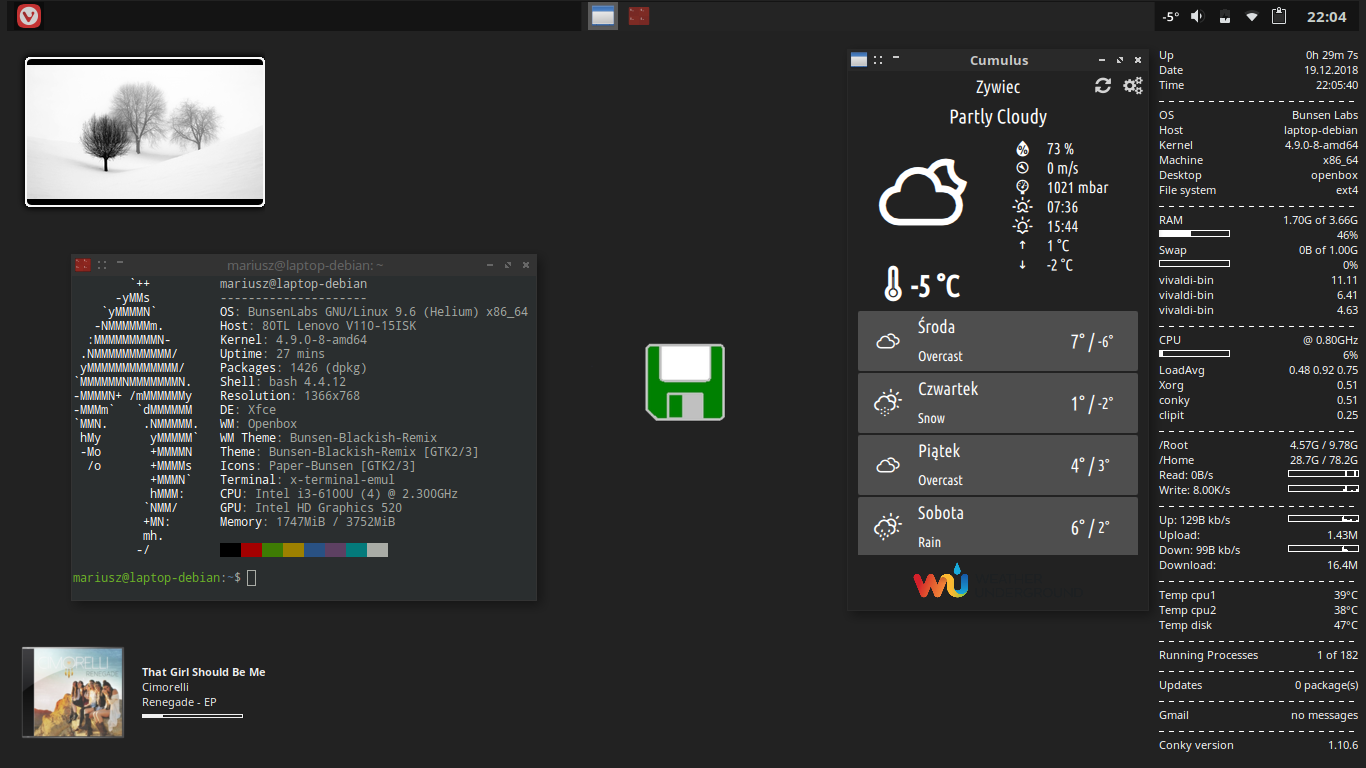 -5° 22:04
Cumulus
Zywiec
Partly Cloudy
73 %
0 m/s
1021 mbar
07:36
15:44
↑ 1 °C
↓ -2 °C
-5 °C
Środa
Overcast
7° / -6°
Czwartek
Snow
1° / -2°
Piątek
Overcast
4° / 3°
Sobota
Rain
6° / 2°
wu
mariusz@laptop-debian: ~
`++
-yMMs
`yMMMMN`
-NMMMMMMm.
:MMMMMMMMMN-
.NMMMMMMMMMMM/
yMMMMMMMMMMMMM/
`MMMMMMNMMMMMMMN.
-MMMMN+ /mMMMMMMy
-MMMm` `dMMMMMM
`MMN. .NMMMMM.
hMy yMMMMM`
-Mo +MMMMN
/o +MMMMs
+MMMN`
hMMM:
`NMM/
+MN:
mh.
-/
mariusz@laptop-debian
---------------------
OS: BunsenLabs GNU/Linux 9.6 (Helium) x86_64
Host: 80TL Lenovo V110-15ISK
Kernel: 4.9.0-8-amd64
Uptime: 27 mins
Packages: 1426 (dpkg)
Shell: bash 4.4.12
Resolution: 1366x768
DE: Xfce
WM: Openbox
WM Theme: Bunsen-Blackish-Remix
Theme: Bunsen-Blackish-Remix [GTK2/3]
Icons: Paper-Bunsen [GTK2/3]
Terminal: x-terminal-emul
CPU: Intel i3-6100U (4) @ 2.300GHz
GPU: Intel HD Graphics 520
Memory: 1747MiB / 3752MiB
mariusz@laptop-debian:~$
CIMORELLI
RENEGADE
That Girl Should Be Me
Cimorelli
Renegade - EP
Up 0h 29m 7s
Date 19.12.2018
Time 22:05:40
OS Bunsen Labs
Host laptop-debian
Kernel 4.9.0-8-amd64
Machine x86_64
Desktop openbox
File system ext4
RAM 1.70G of 3.66G
46%
Swap 0B of 1.00G
0%
vivaldi-bin 11.11
vivaldi-bin 6.41
vivaldi-bin 4.63
CPU @ 0.80GHz
6%
LoadAvg 0.48 0.92 0.75
Xorg 0.51
conky 0.51
clipit 0.25
/Root 4.57G / 9.78G
/Home 28.7G / 78.2G
Read: 0B/s
Write: 8.00K/s
Up: 129B kb/s
Upload: 1.43M
Down: 99B kb/s
Download: 16.4M
Temp cpu1 39°C
Temp cpu2 38°C
Temp disk 47°C
Running Processes 1 of 182
Updates 0 package(s)
Gmail no messages
Conky version 1.10.6